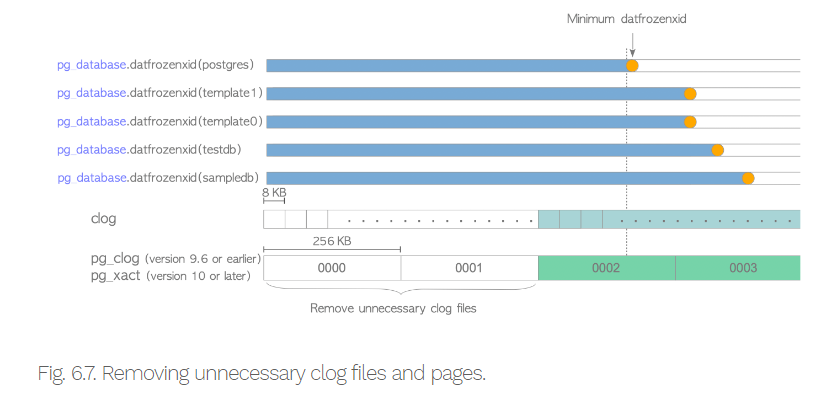 Minimum datfrozenxid
pg_database.datfrozenxid(postgres)
pg_database.datfrozenxid(template1)
pg_database.datfrozenxid(template0)
pg_database.datfrozenxid(testdb)
pg_database.datfrozenxid(sampledb)
8 KB
clog
256 KB
pg_clog (version 9.6 or earlier)
pg_xact (version 10 or later)
0000 0001 0002 0003
Remove unnecessary clog files
Fig. 6.7. Removing unnecessary clog files and pages.